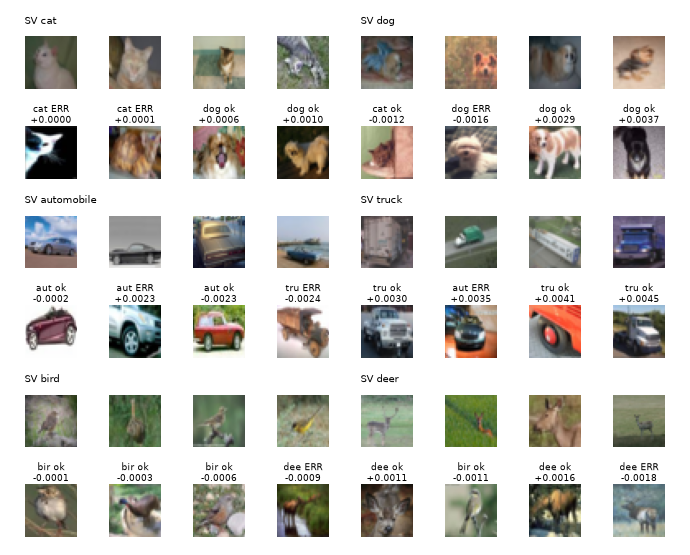 SV cat
SV dog
cat ERR
+0.0000
cat ERR
+0.0001
dog ok
+0.0006
dog ok
+0.0010
cat ok
-0.0012
dog ERR
-0.0016
dog ok
+0.0029
dog ok
+0.0037
SV automobile
SV truck
aut ok
-0.0002
aut ERR
+0.0023
aut ok
-0.0023
tru ERR
-0.0024
tru ok
+0.0030
aut ERR
+0.0035
tru ok
+0.0041
tru ok
+0.0045
SV bird
SV deer
bir ok
-0.0001
bir ok
-0.0003
bir ok
-0.0006
dee ERR
-0.0009
dee ok
+0.0011
bir ok
-0.0011
dee ok
+0.0016
dee ERR
-0.0018